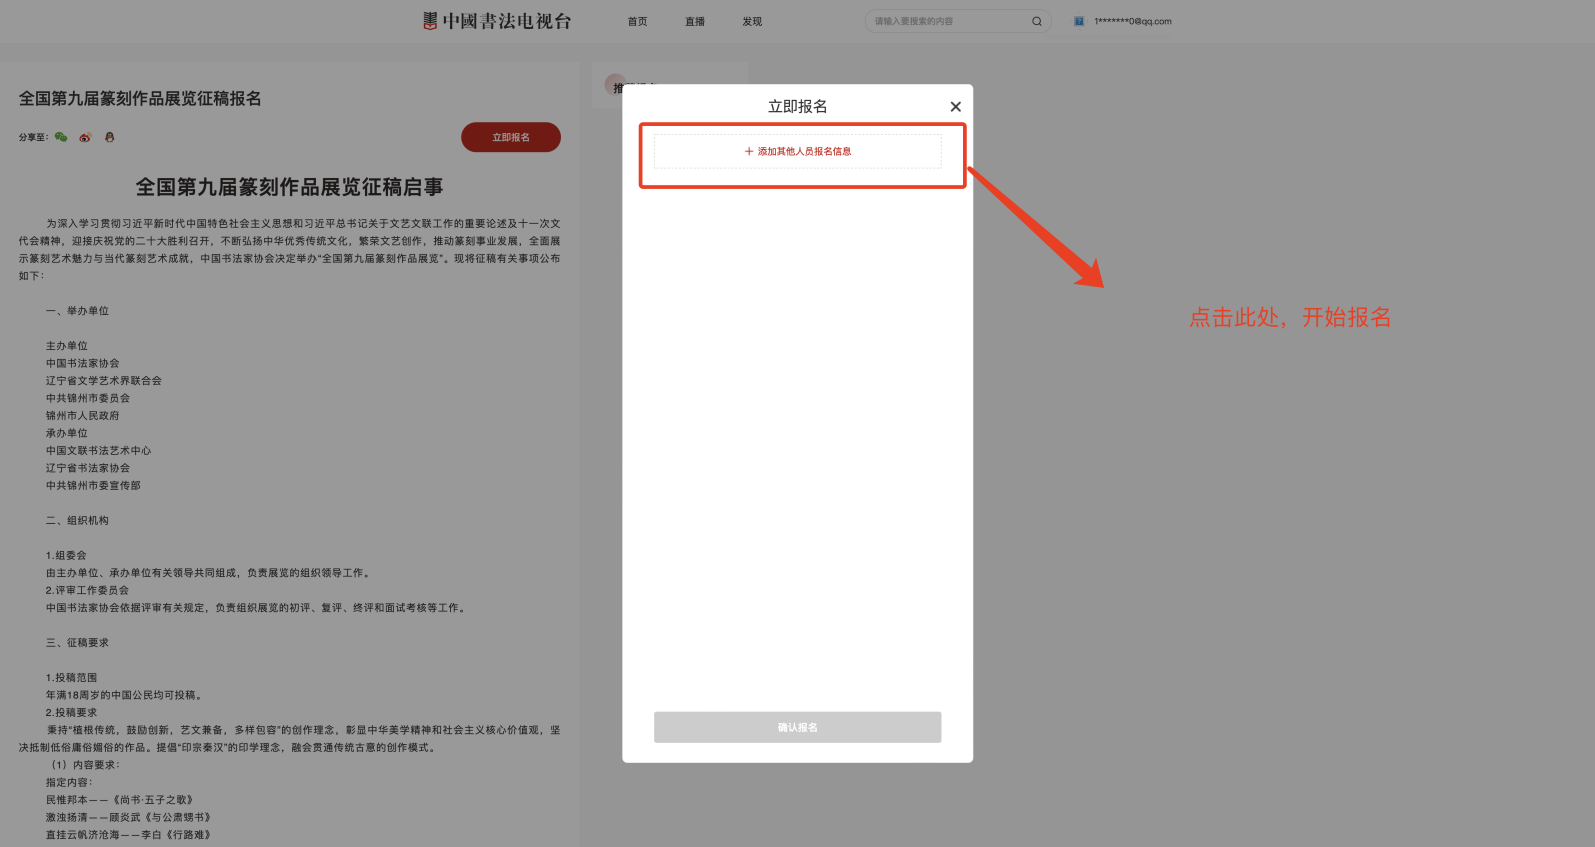 中國書法电视台
首页
直播
发现
请输入要搜索的内容
1*******0@qq.com
全国第九届篆刻作品展览征稿报名
分享至：
立即报名
全国第九届篆刻作品展览征稿启事
为深入学习贯彻习近平新时代中国特色社会主义思想和习近平总书记关于文艺文联工作的重要论述及十一次文
代会精神，迎接庆祝党的二十大胜利召开，不断弘扬中华优秀传统文化，繁荣文艺创作，推动篆刻事业发展，全面展
示篆刻艺术魅力与当代篆刻艺术成就，中国书法家协会决定举办“全国第九届篆刻作品展览”。现将征稿有关事项公布
如下：
一、举办单位
主办单位
中国书法家协会
辽宁省文学艺术界联合会
中共锦州市委员会
锦州市人民政府
承办单位
中国文联书法艺术中心
辽宁省书法家协会
中共锦州市委宣传部
二、组织机构
1.组委会
由主办单位、承办单位有关领导共同组成，负责展览的组织领导工作。
2.评审工作委员会
中国书法家协会依据评审有关规定，负责组织展览的初评、复评、终评和面试考核等工作。
三、征稿要求
1.投稿范围
年满18周岁的中国公民均可投稿。
2.投稿要求
秉持“植根传统，鼓励创新，艺文兼备，多样包容”的创作理念，彰显中华美学精神和社会主义核心价值观，坚
决抵制低俗庸俗媚俗的作品。提倡“印宗秦汉”的印学理念，融会贯通传统古意的创作模式。
（1）内容要求：
指定内容：
民惟邦本——《尚书·五子之歌》
激浊扬清——顾炎武《与公肃甥书》
直挂云帆济沧海——李白《行路难》
推
立即报名
＋ 添加其他人员报名信息
确认报名
点击此处，开始报名